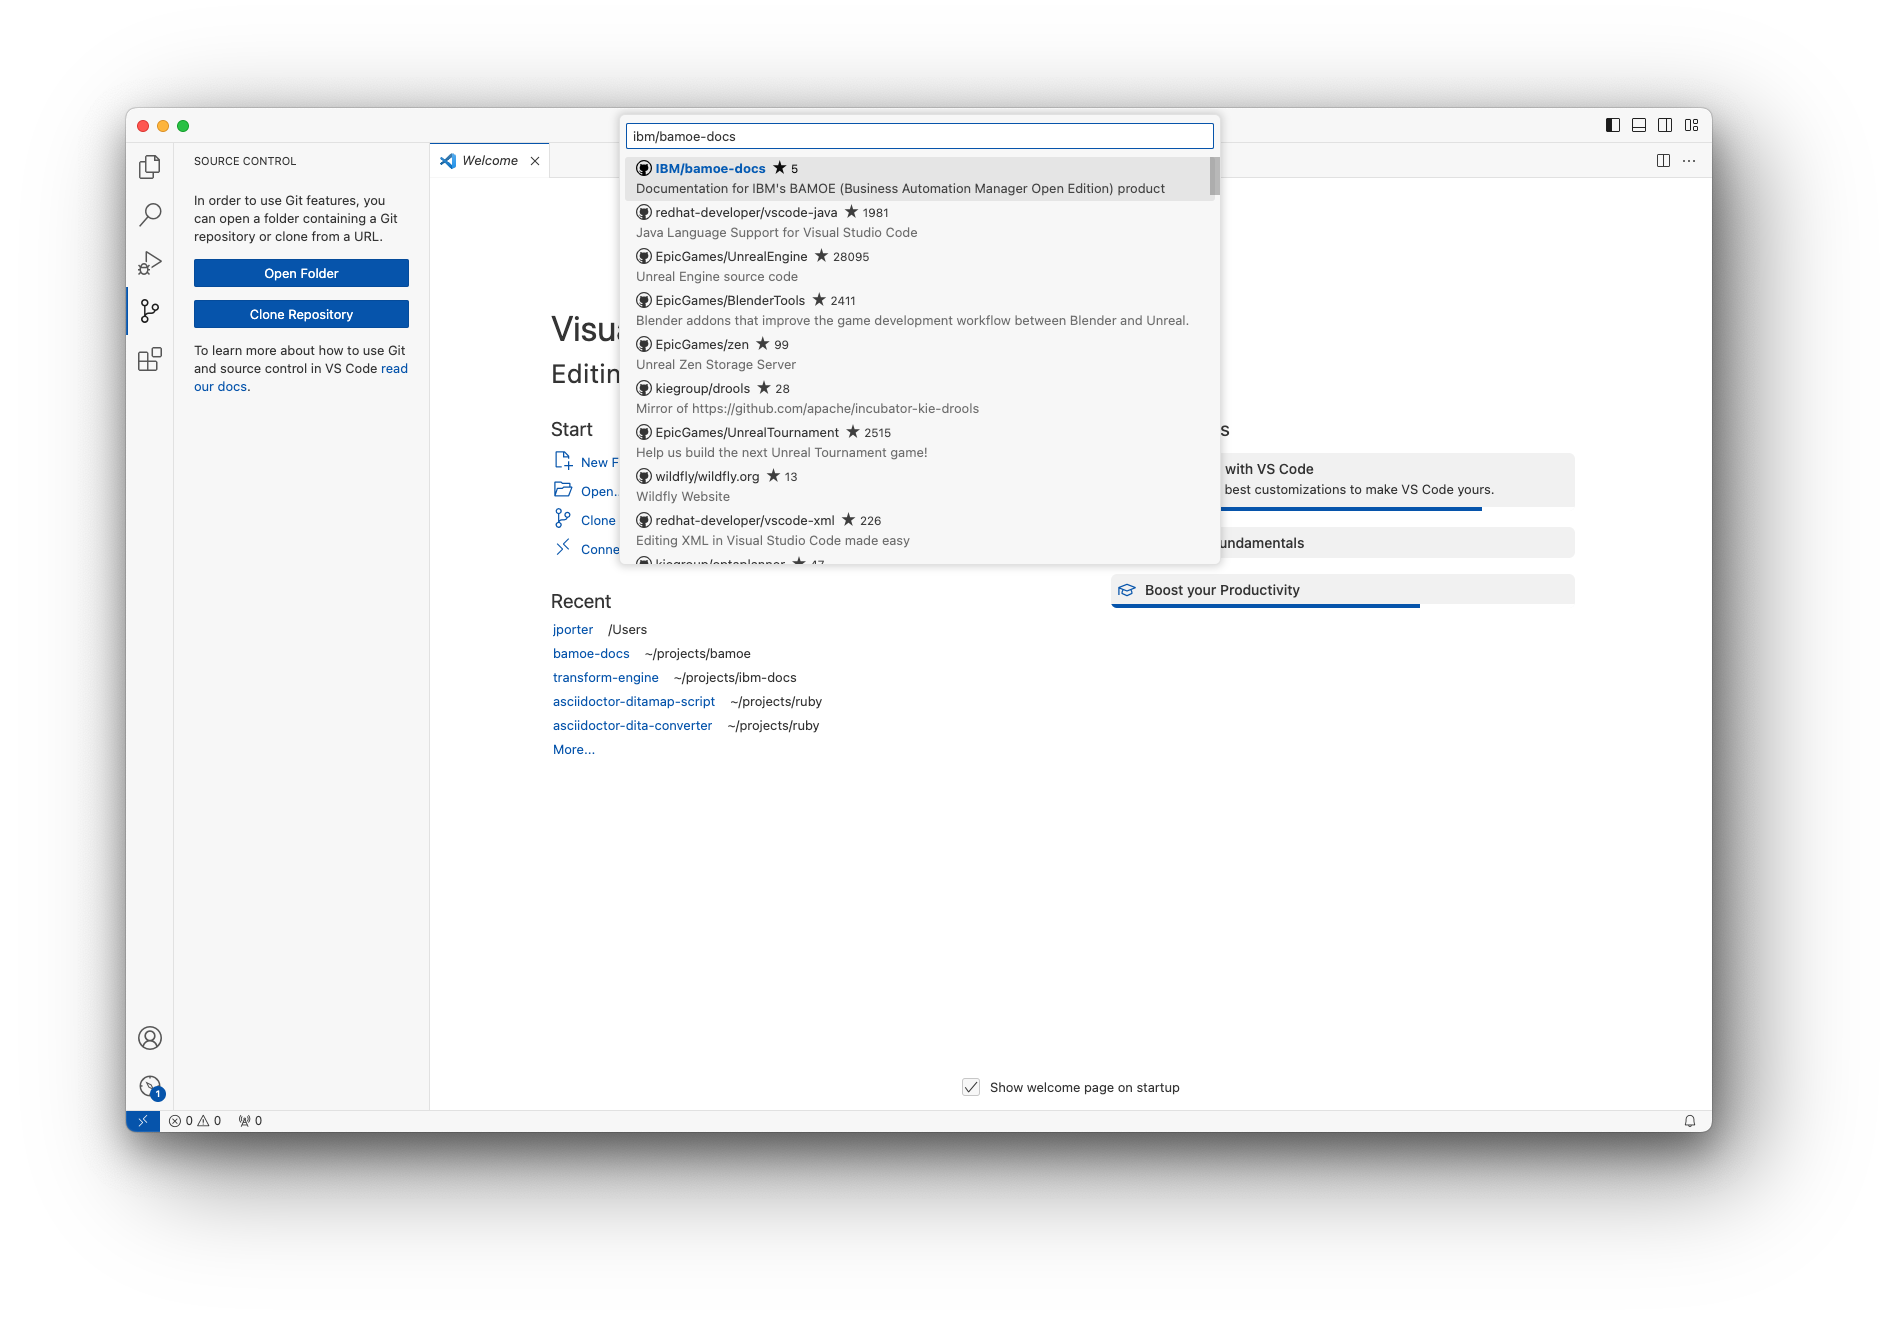 ibm/bamoe-docs
SOURCE CONTROL
In order to use Git features, you
can open a folder containing a Git
repository or clone from a URL.
Open Folder
Clone Repository
To learn more about how to use Git
and source control in VS Code read
our docs.
Welcome
IBM/bamoe-docs ★ 5
Documentation for IBM's BAMOE (Business Automation Manager Open Edition) product
redhat-developer/vscode-java ★ 1981
Java Language Support for Visual Studio Code
EpicGames/UnrealEngine ★ 28095
Unreal Engine source code
EpicGames/BlenderTools ★ 2411
Blender addons that improve the game development workflow between Blender and Unreal.
EpicGames/zen ★ 99
Unreal Zen Storage Server
kiegroup/drools ★ 28
Mirror of https://github.com/apache/incubator-kie-drools
EpicGames/UnrealTournament ★ 2515
Help us build the next Unreal Tournament game!
wildfly/wildfly.org ★ 13
Wildfly Website
redhat-developer/vscode-xml ★ 226
Editing XML in Visual Studio Code made easy
Visua
Editin
Start
New F
Open..
Clone
Conne
Recent
jporter /Users
bamoe-docs ~/projects/bamoe
transform-engine ~/projects/ibm-docs
asciidoctor-ditamap-script ~/projects/ruby
asciidoctor-dita-converter ~/projects/ruby
More...
s
with VS Code
best customizations to make VS Code yours.
undamentals
Boost your Productivity
Show welcome page on startup
1
0 0 0